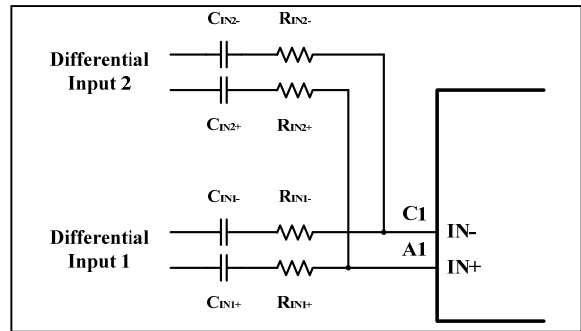 CIN2- RIN2-
Differential
Input 2
CIN2+ RIN2+
CIN1- RIN1-
C1
IN-
Differential
Input 1
A1
IN+
CIN1+ RIN1+